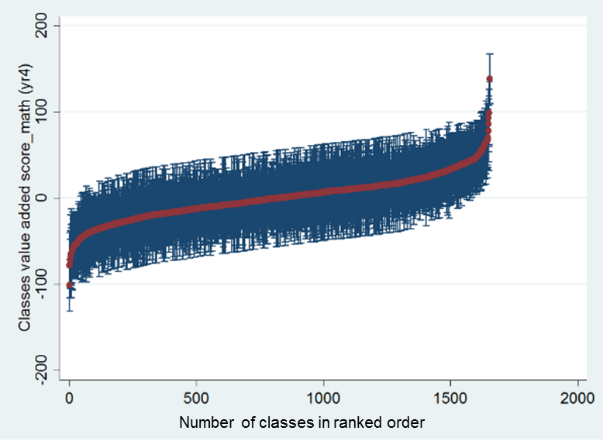 200
100
0
-100
-200
Classes value added score_math (yr4)
0 500 1000 1500 2000
Number of classes in ranked order